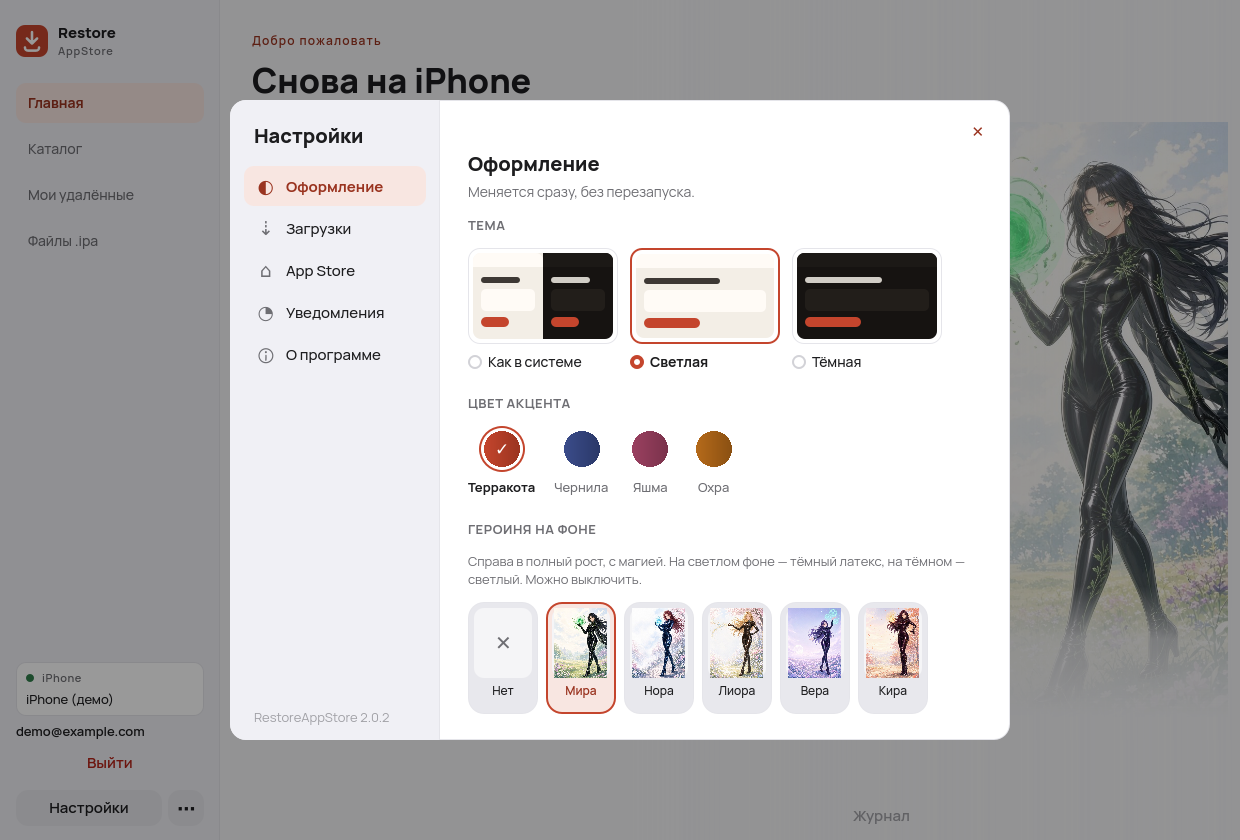 Restore
AppStore
Главная
Каталог
Мои удалённые
Файлы .ipa
iPhone
iPhone (демо)
demo@example.com
Выйти
Настройки
Добро пожаловать
Снова на iPhone
Настройки
Оформление
Загрузки
App Store
Уведомления
О программе
RestoreAppStore 2.0.2
Оформление
Меняется сразу, без перезапуска.
ТЕМА
Как в системе
Светлая
Тёмная
ЦВЕТ АКЦЕНТА
Терракота
Чернила
Яшма
Охра
ГЕРОИНЯ НА ФОНЕ
Справа в полный рост, с магией. На светлом фоне — тёмный латекс, на тёмном —
светлый. Можно выключить.
Нет
Мира
Нора
Лиора
Вера
Кира
Журнал